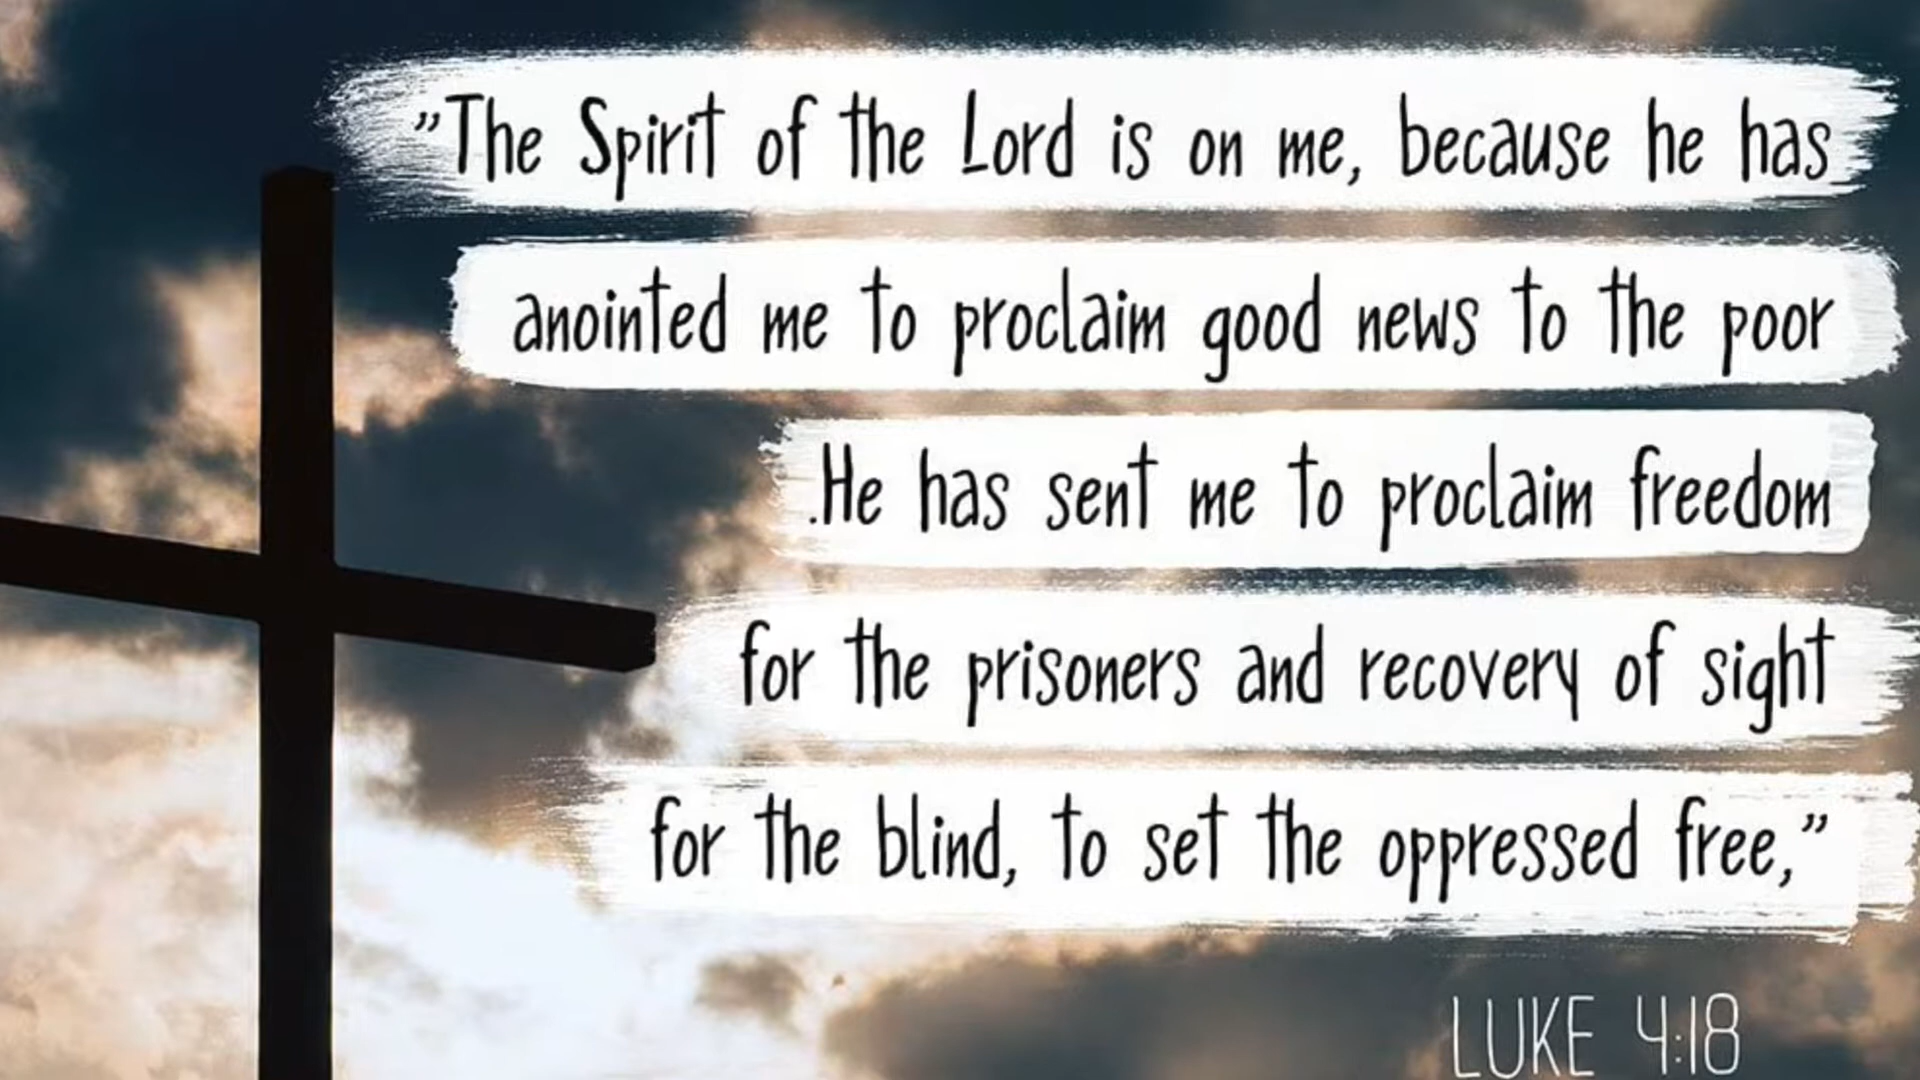 ”The Spirit of the Lord is on me, because he has
anointed me to proclaim good news to the poor
.He has sent me to proclaim freedom
for the prisoners and recovery of sight
for the blind, to set the oppressed free,”
LUKE 4:18